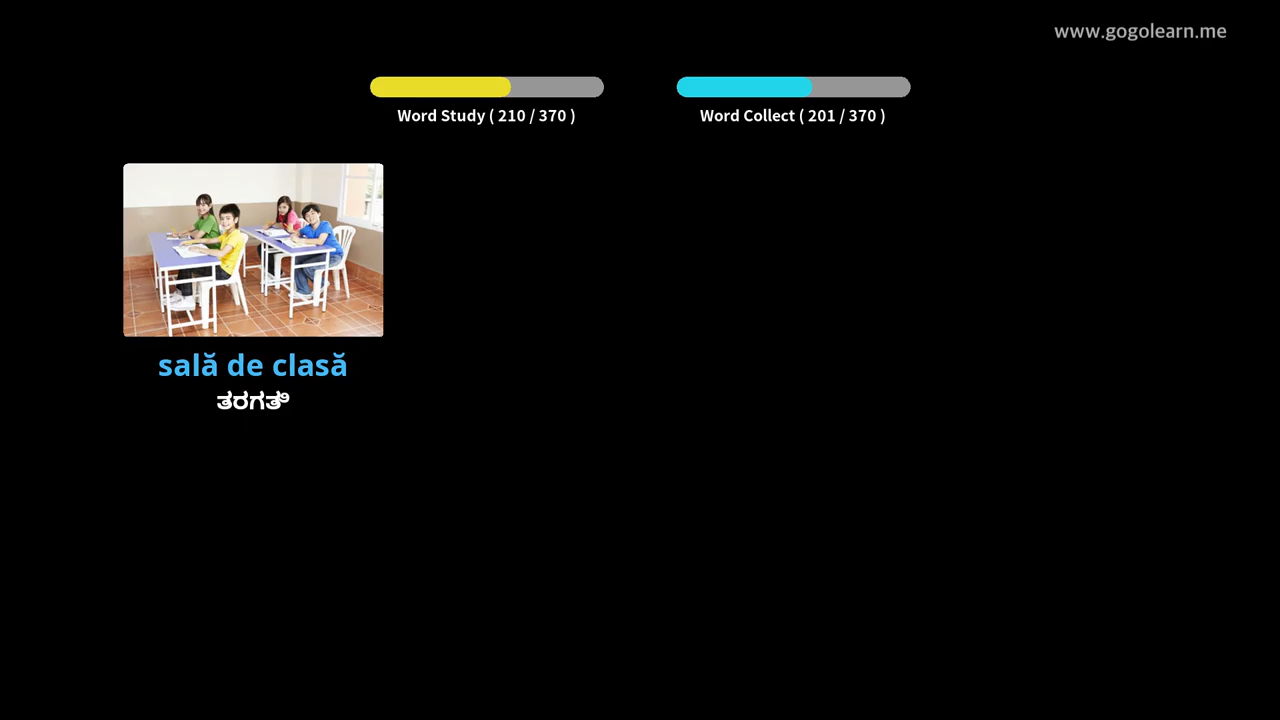 www.gogolearn.me
Word Study ( 210 / 370 )
Word Collect ( 201 / 370 )
sală de clasă
ತರಗತಿ